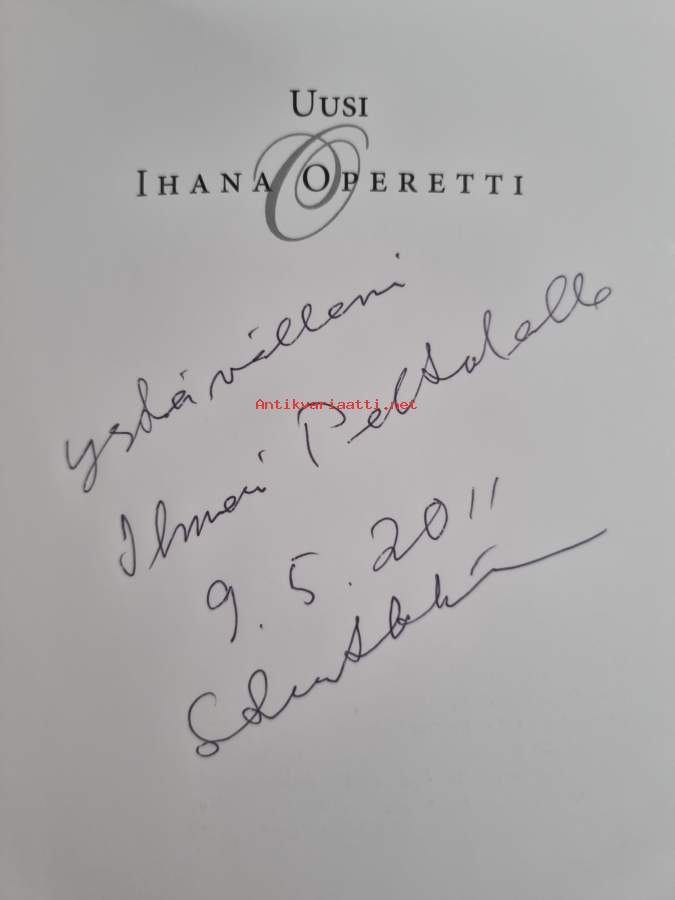 Uusi
Ihana Operetti
ystävälleni
Antikvariaatti.net
Ilmari Peltolalle
9.5.2011